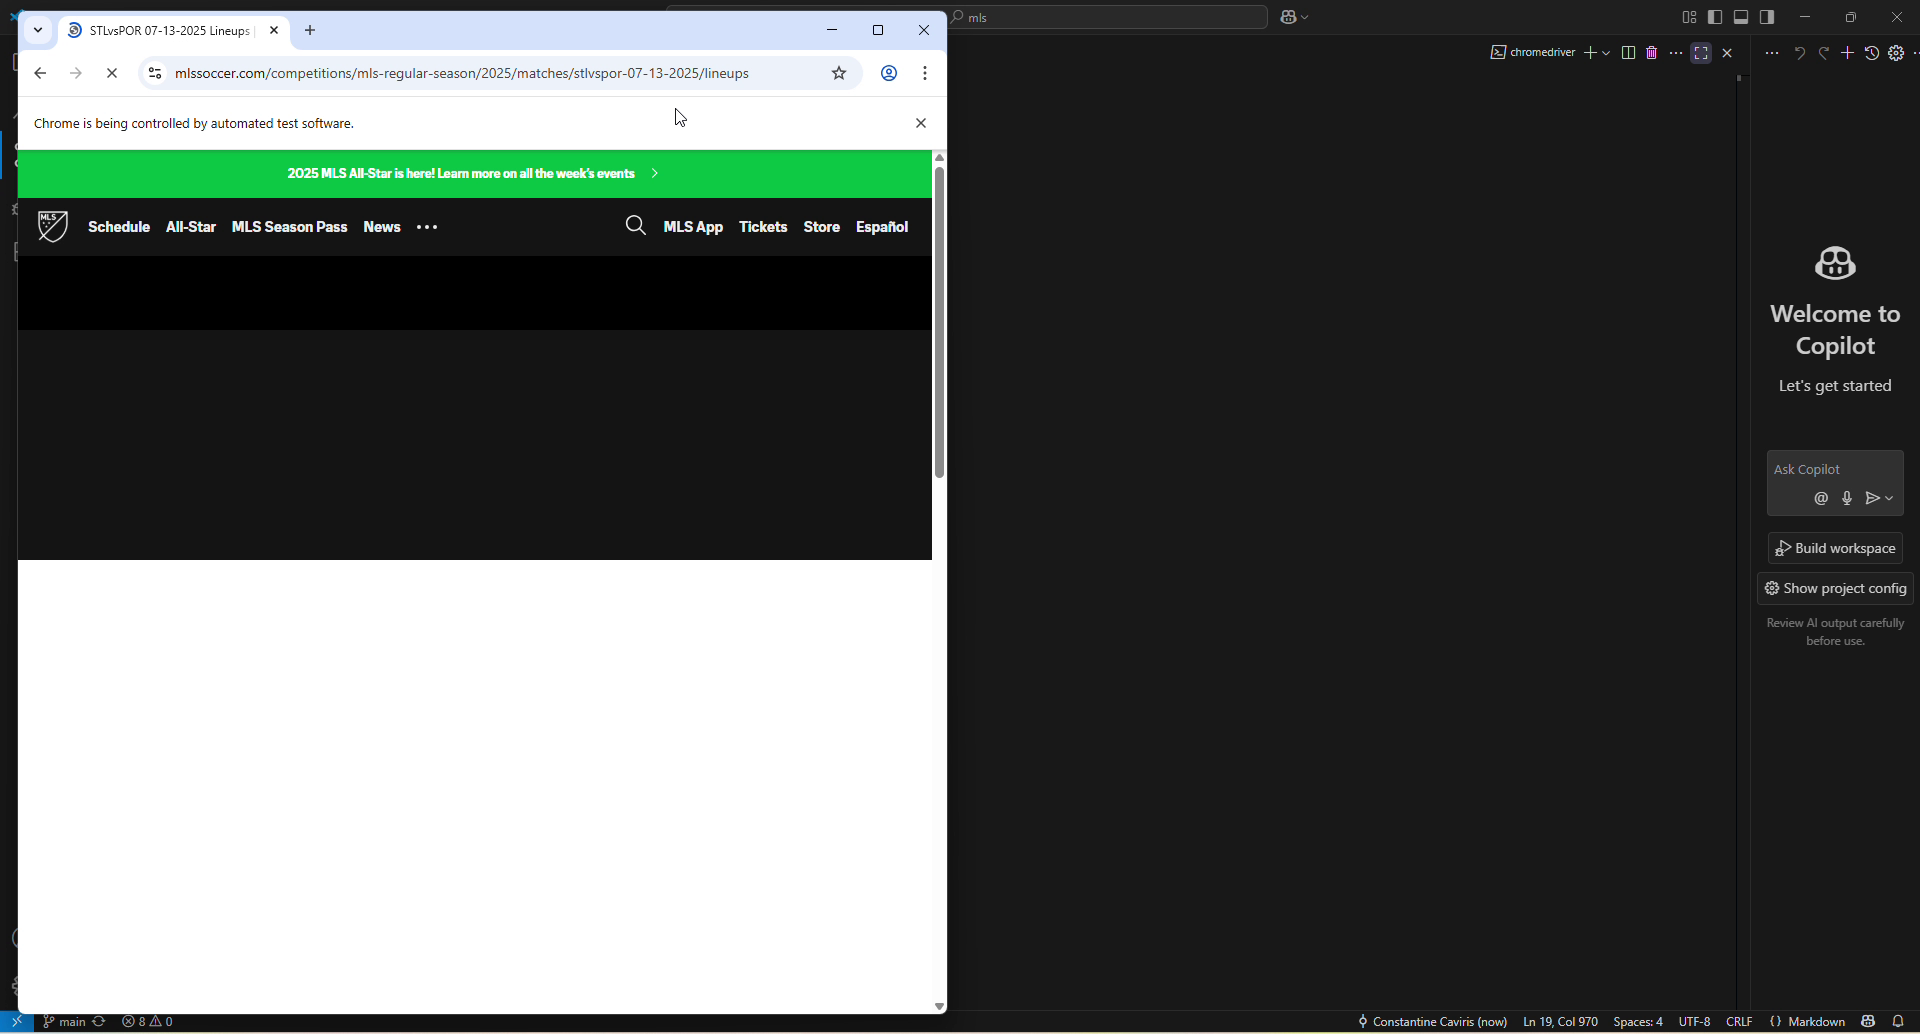 STLvsPOR 07-13-2025 Lineups
mls
mlssoccer.com/competitions/mls-regular-season/2025/matches/stlvspor-07-13-2025/lineups
chromedriver
Chrome is being controlled by automated test software.
2025 MLS All-Star is here! Learn more on all the week's events
MLS
Schedule All-Star MLS Season Pass News ••• MLS App Tickets Store Español
Welcome to
Copilot
Let's get started
Ask Copilot
Build workspace
Show project config
Review AI output carefully
before use.
main 8 0 Constantine Caviris (now) Ln 19, Col 970 Spaces: 4 UTF-8 CRLF {} Markdown